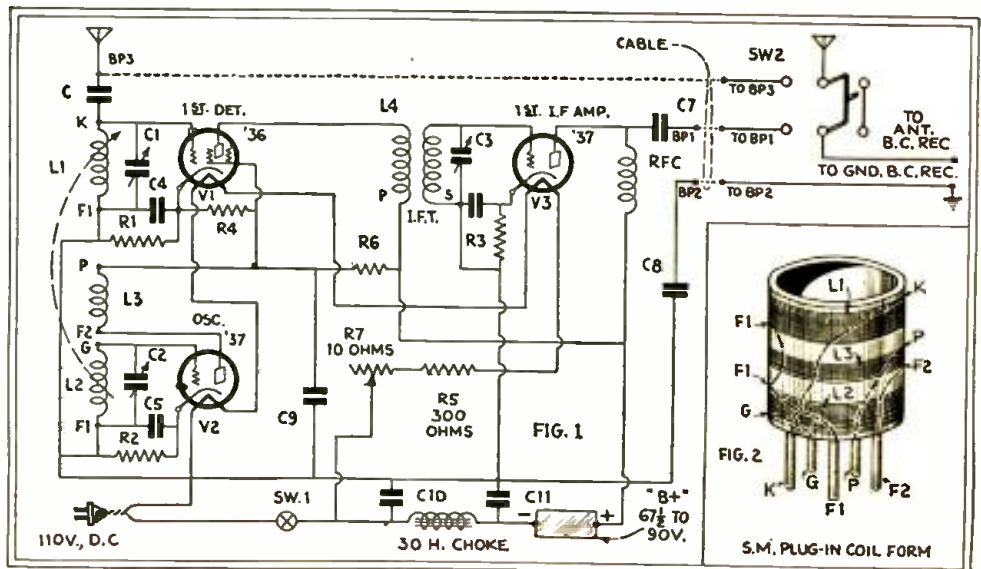 BP3
C
K
L1
C1
C4
F1
R1
1ST. DET.
'36
V1
R4
L4
P
I.F.T.
S
C3
1ST. I.F. AMP.
'37
V3
R3
R6
C7
BP1
RFC
BP2
CABLE
SW2
TO BP3
TO BP1
TO BP2
TO
ANT.
B.C. REC
TO GND. B.C. REC.
P
L3
F2
G
L2
C2
C5
F1
R2
OSC.
'37
V2
C9
R7
10 OHMS
R5
300
OHMS
C8
FIG. 1
110V., D.C
SW.1
C10
30 H. CHOKE.
C11
-
+
"B+"
67½ TO
90V.
L1
K
F1
P
L3
F2
F1
L2
G
FIG. 2
K
G
F1
P
F2
S.M. PLUG-IN COIL FORM